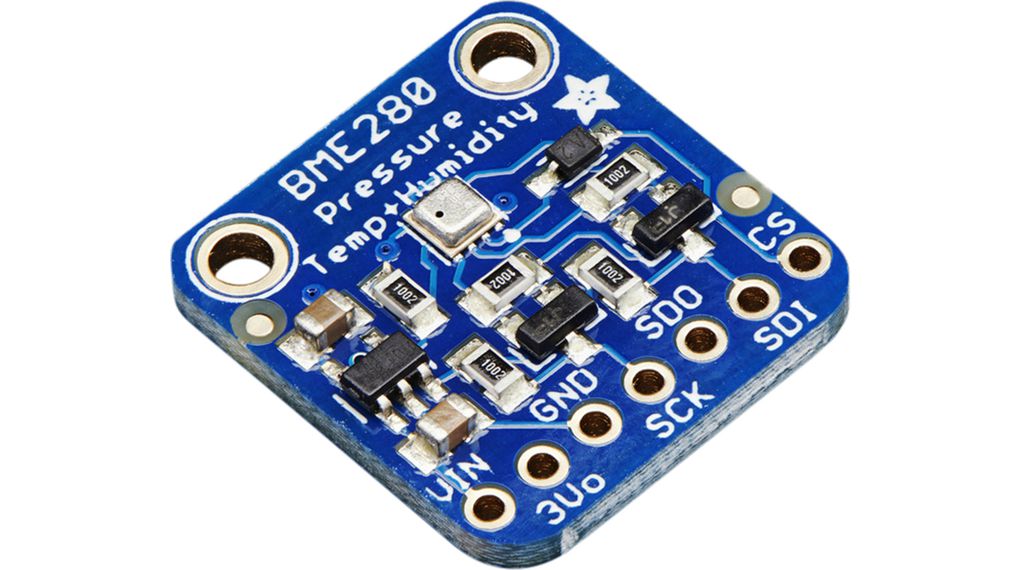 BME280
Pressure
Temp+Humidity
1002
1002
1002
1002
1002
CS
SDI
SDO
SCK
GND
3Vo
VIN